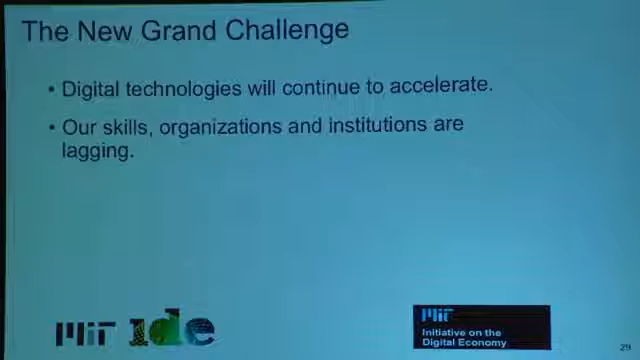 The New Grand Challenge
• Digital technologies will continue to accelerate.
• Our skills, organizations and institutions are
lagging.
MIT ide
MIT
Initiative on the
Digital Economy
29